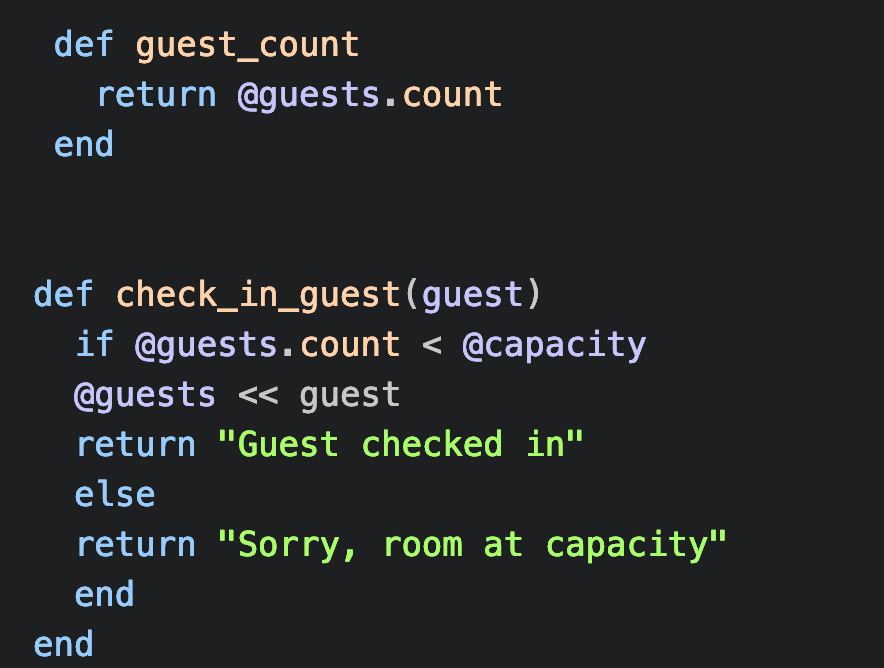 def guest_count
return @guests.count
end
def check_in_guest(guest)
if @guests.count < @capacity
@guests << guest
return "Guest checked in"
else
return "Sorry, room at capacity"
end
end